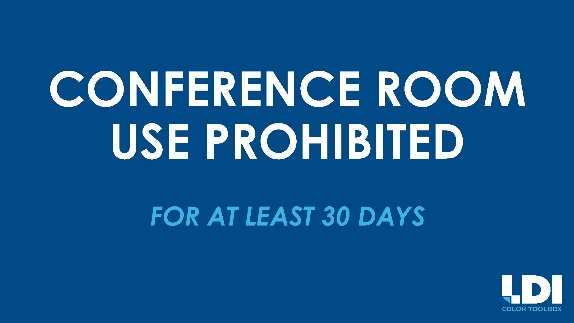 CONFERENCE ROOM
USE PROHIBITED
FOR AT LEAST 30 DAYS
LDI
COLOR TOOLBOX